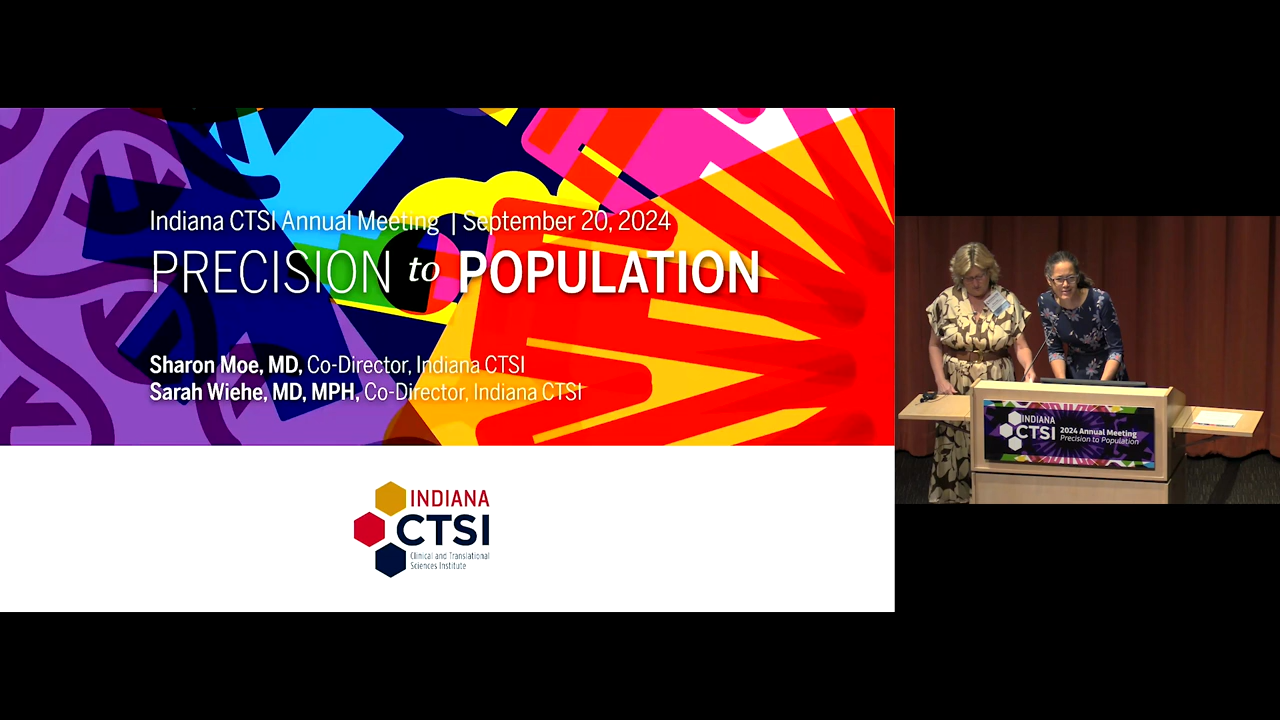 Indiana CTSI Annual Meeting | September 20, 2024
PRECISION to POPULATION
Sharon Moe, MD, Co-Director, Indiana CTSI
Sarah Wiehe, MD, MPH, Co-Director, Indiana CTSI
INDIANA
CTSI
Clinical and Translational
Sciences Institute
INDIANA
CTSI
2024 Annual Meeting
Precision to Population